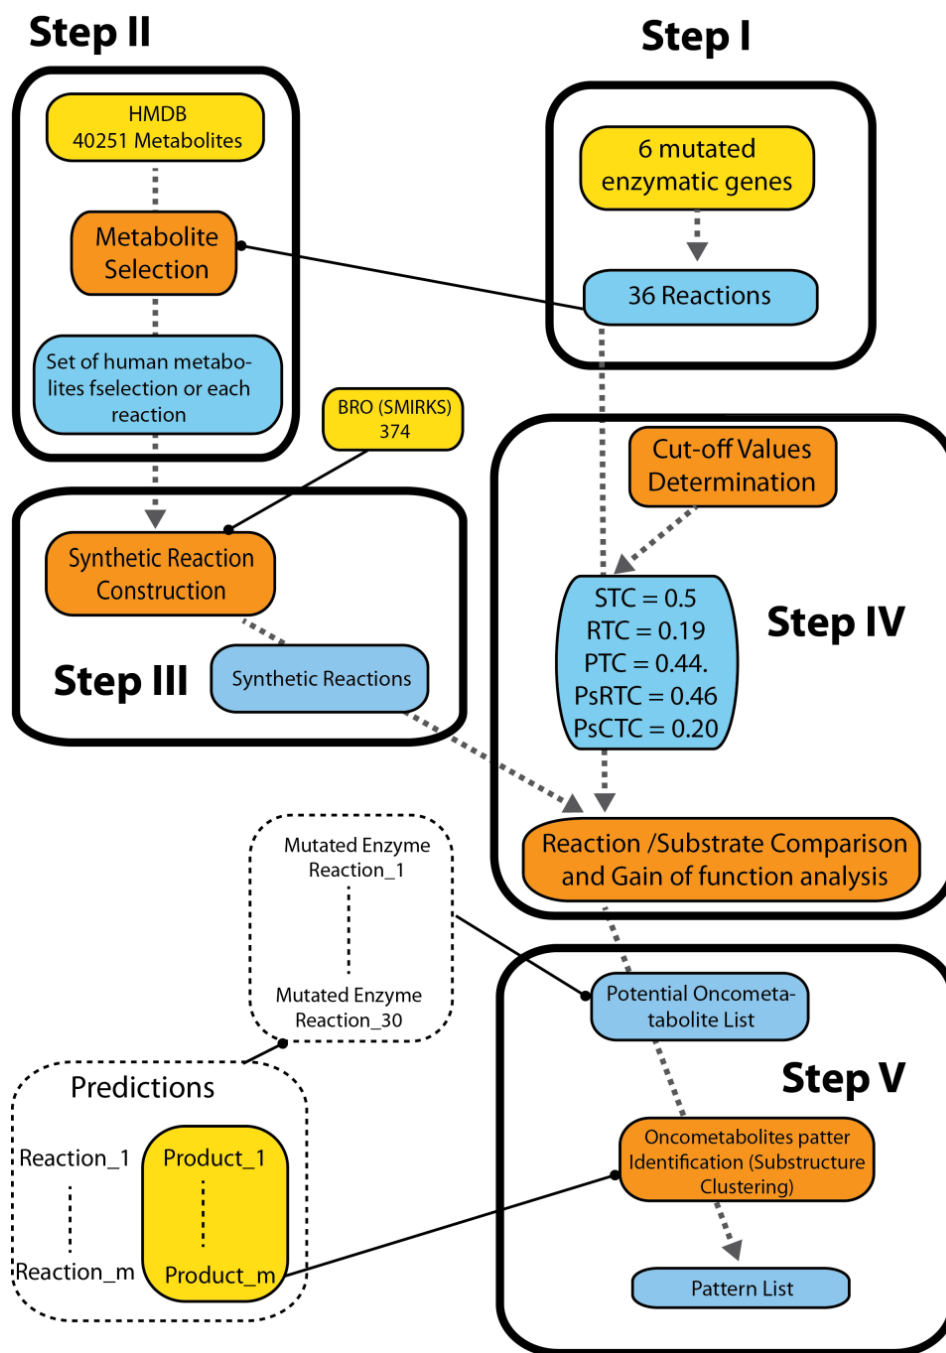 Step II
HMDB
40251 Metabolites
Metabolite
Selection
Set of human metabo-
lites fselection or each
reaction
Step I
6 mutated
enzymatic genes
36 Reactions
BRO (SMIRKS)
374
Synthetic Reaction
Construction
Step III
Synthetic Reactions
Cut-off Values
Determination
STC = 0.5
RTC = 0.19
PTC = 0.44.
PsRTC = 0.46
PsCTC = 0.20
Step IV
Reaction /Substrate Comparison
and Gain of function analysis
Mutated Enzyme
Reaction_1
Mutated Enzyme
Reaction_30
Predictions
Reaction_1
Product_1
Reaction_m
Product_m
Potential Oncometa-
tabolite List
Step V
Oncometabolites patter
Identification (Substructure
Clustering)
Pattern List